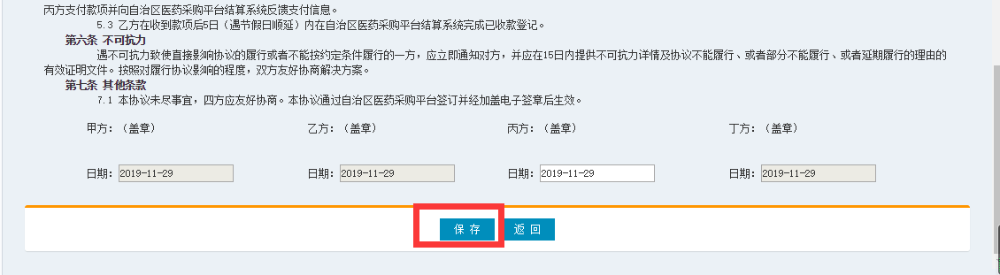 丙方支付款项并向自治区医药采购平台结算系统反馈支付信息。
5.3 乙方在收到款项后5日（遇节假日顺延）内在自治区医药采购平台结算系统完成已收款登记。
第六条 不可抗力
遇不可抗力致使直接影响协议的履行或者不能按约定条件履行的一方，应立即通知对方，并应在15日内提供不可抗力详情及协议不能履行、或者部分不能履行、或者延期履行的理由的
有效证明文件。按照对履行协议影响的程度，双方友好协商解决方案。
第七条 其他条款
7.1 本协议未尽事宜，四方应友好协商。本协议通过自治区医药采购平台签订并经加盖电子签章后生效。
甲方：（盖章） 乙方：（盖章） 丙方：（盖章） 丁方：（盖章）
日期：2019-11-29 日期：2019-11-29 日期：2019-11-29 日期：2019-11-29
保 存 返 回